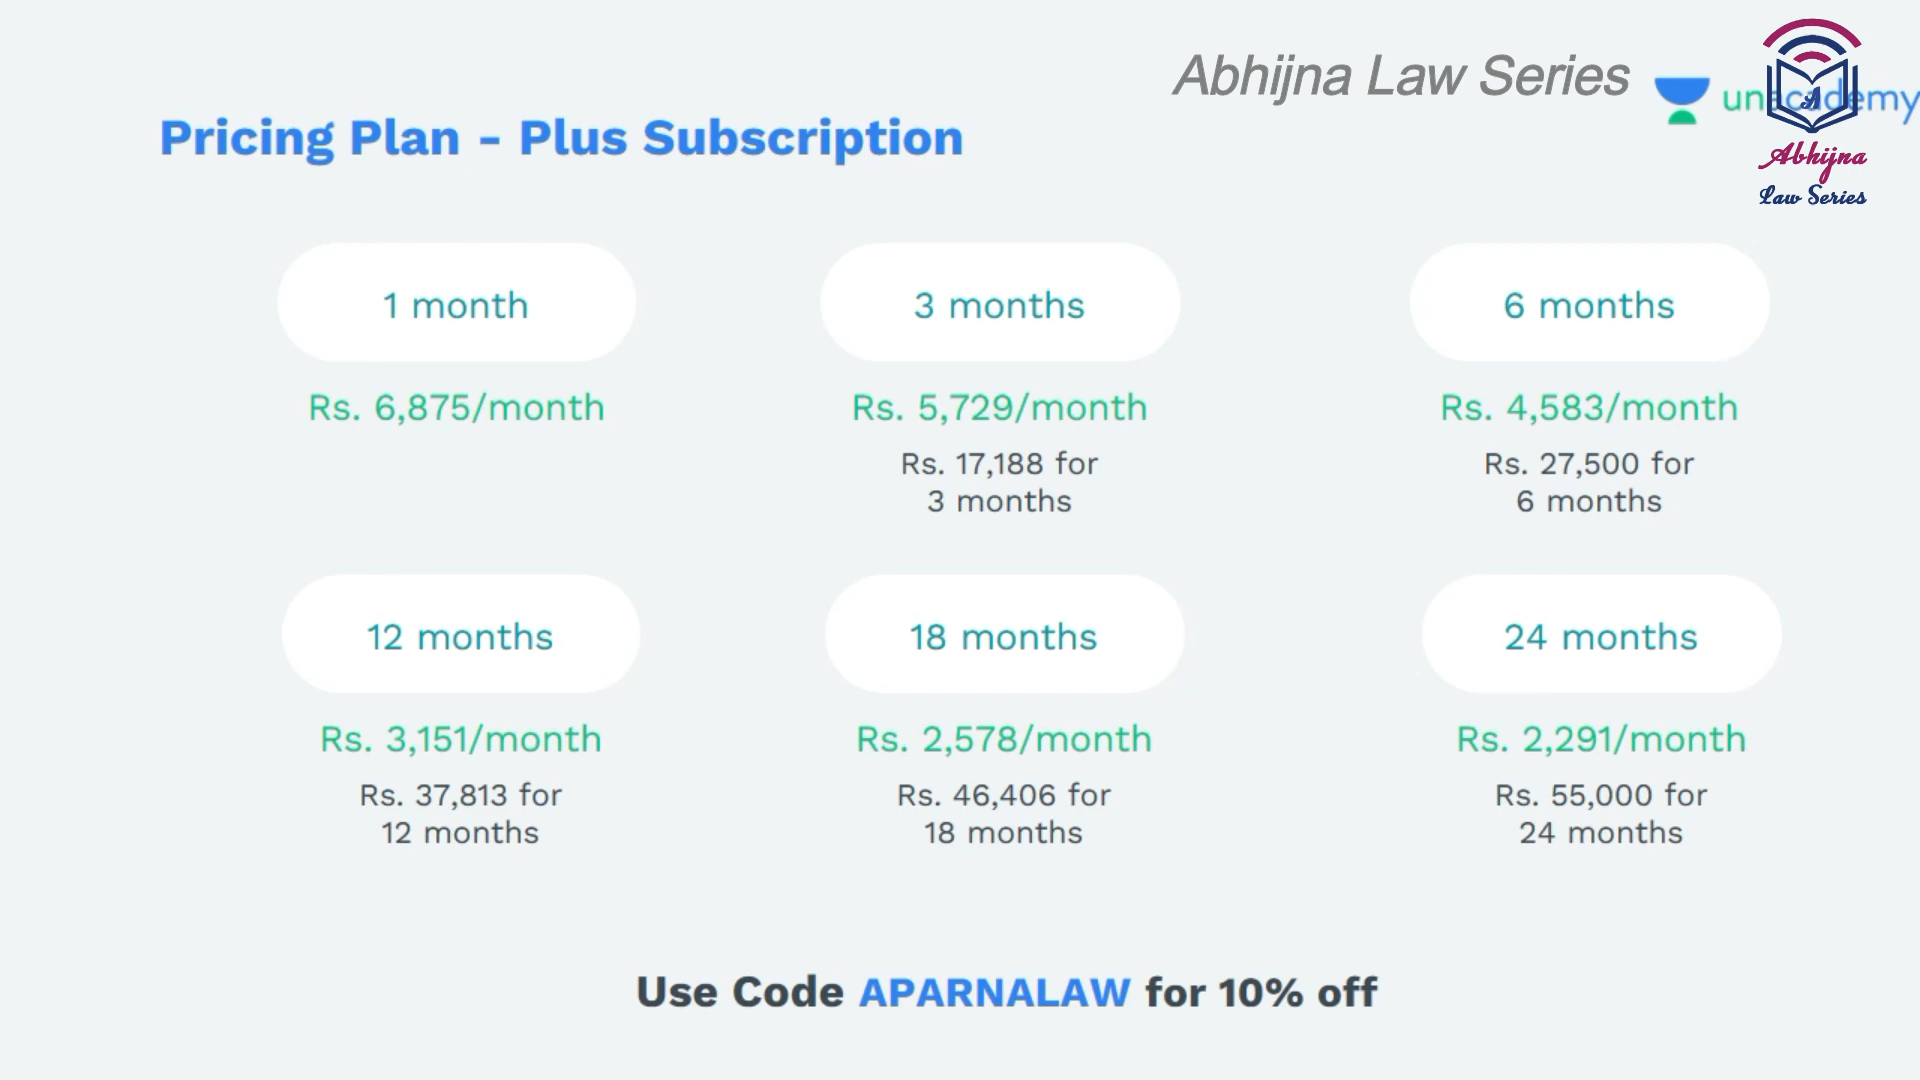 Abhijna Law Series
unacademy
A
Abhijna
Law Series
Pricing Plan - Plus Subscription
1 month
3 months
6 months
Rs. 6,875/month
Rs. 5,729/month
Rs. 4,583/month
Rs. 17,188 for
3 months
Rs. 27,500 for
6 months
12 months
18 months
24 months
Rs. 3,151/month
Rs. 2,578/month
Rs. 2,291/month
Rs. 37,813 for
12 months
Rs. 46,406 for
18 months
Rs. 55,000 for
24 months
Use Code APARNALAW for 10% off